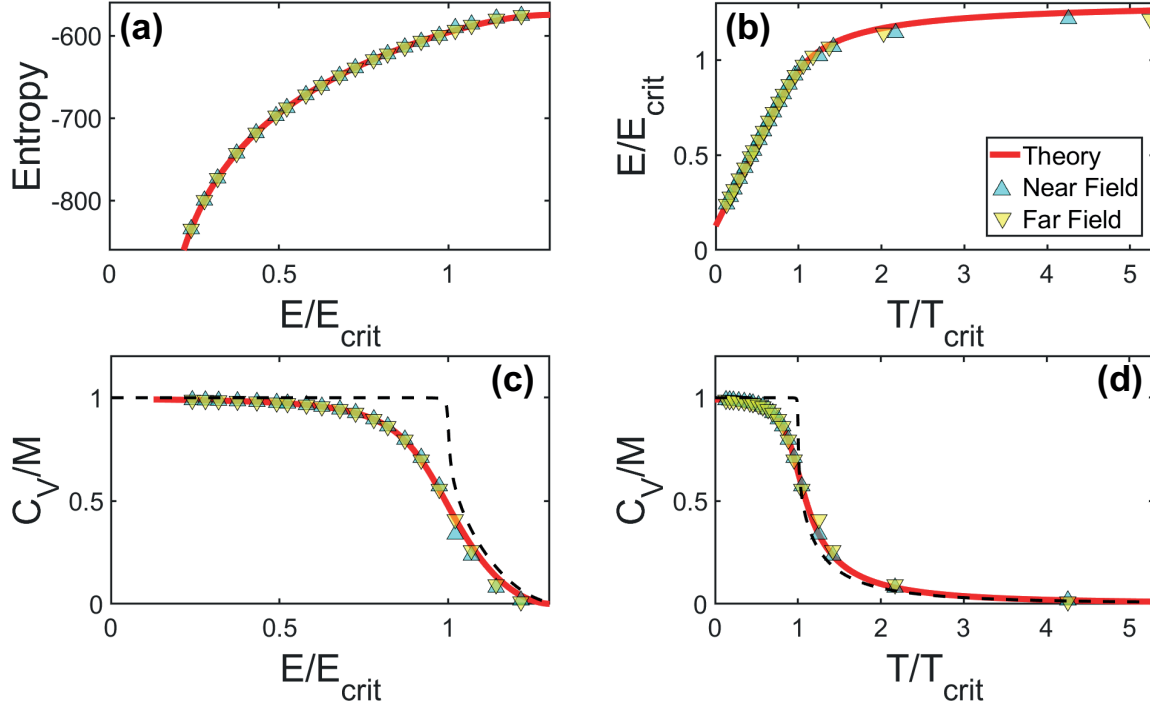 (a)
Entropy
-600
-700
-800
0
0.5
1
E/E_crit
(b)
E/E_crit
1
0.5
0
0
1
2
3
4
5
T/T_crit
Theory
Near Field
Far Field
(c)
C_V/M
1
0.5
0
0
0.5
1
E/E_crit
(d)
C_V/M
1
0.5
0
0
1
2
3
4
5
T/T_crit